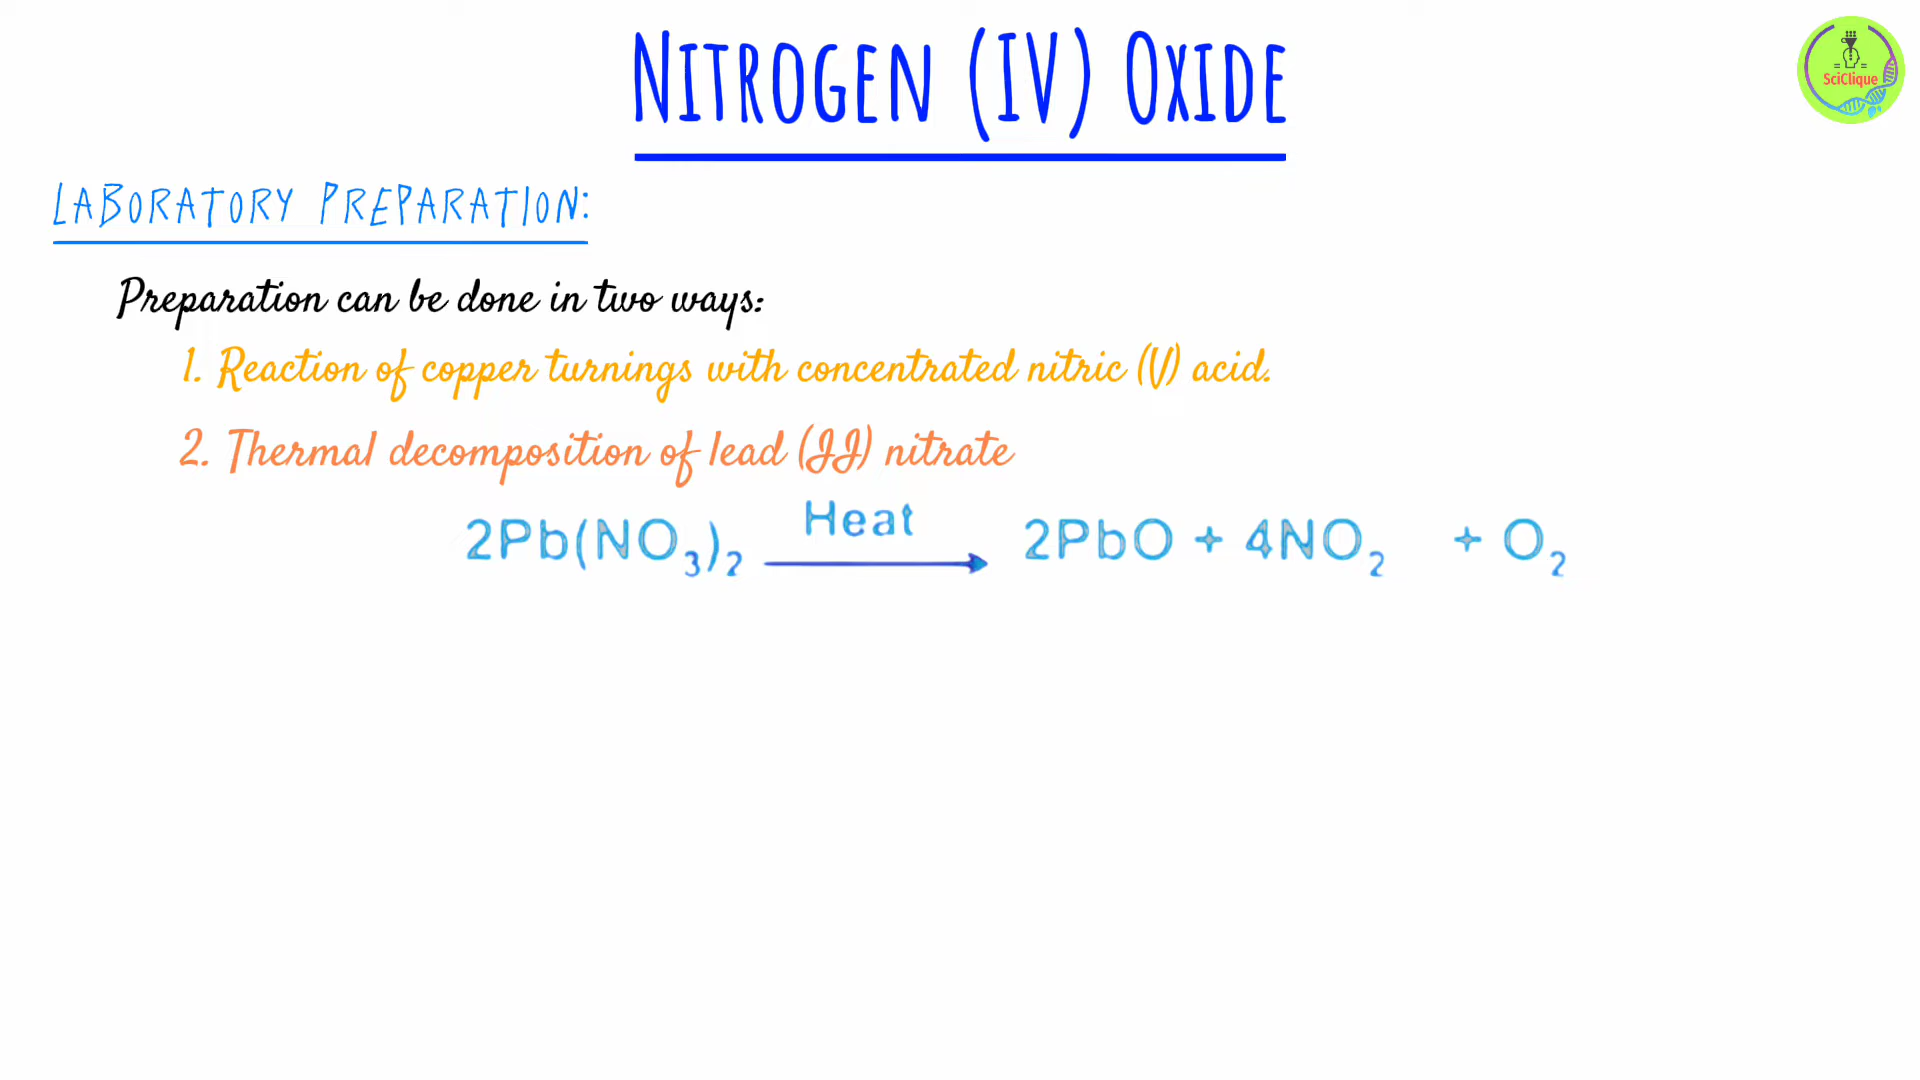 NITROGEN (IV) OXIDE
SciClique
LABORATORY PREPARATION:
Preparation can be done in two ways:
1. Reaction of copper turnings with concentrated nitric (V) acid.
2. Thermal decomposition of lead (II) nitrate
2Pb(NO₃)₂ Heat → 2PbO + 4NO₂ + O₂